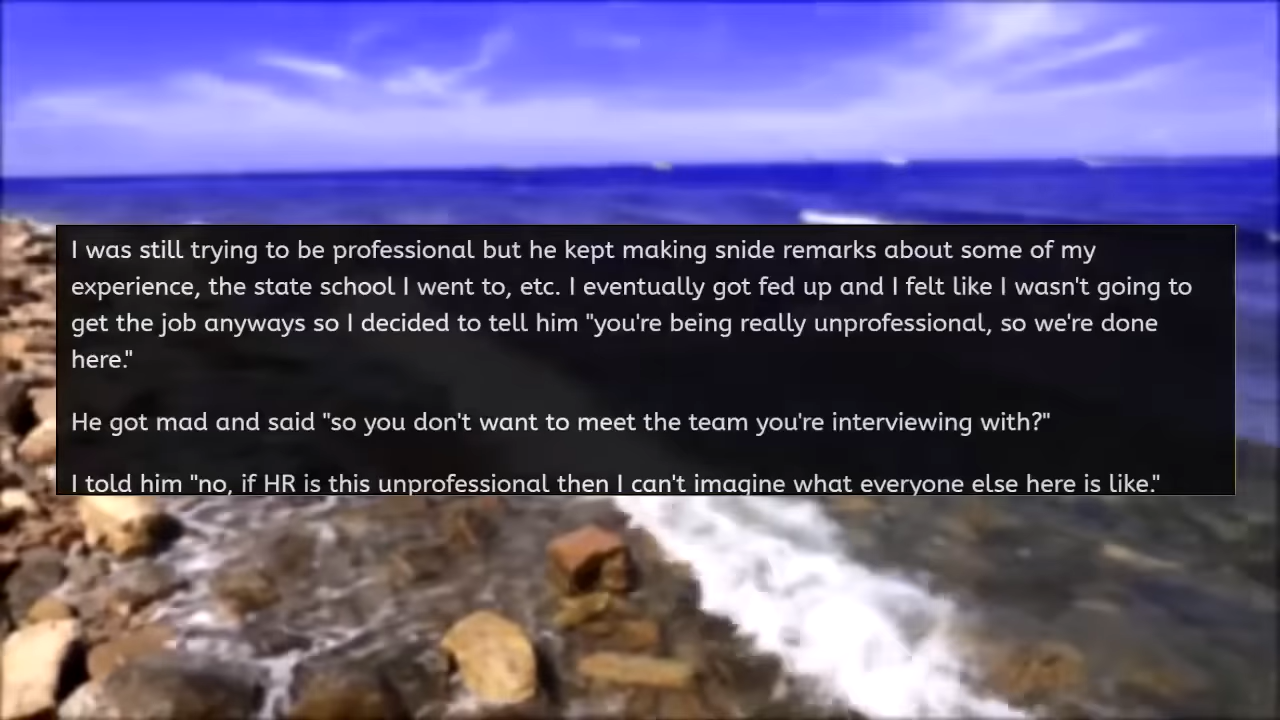 I was still trying to be professional but he kept making snide remarks about some of my
experience, the state school I went to, etc. I eventually got fed up and I felt like I wasn't going to
get the job anyways so I decided to tell him "you're being really unprofessional, so we're done
here."
He got mad and said "so you don't want to meet the team you're interviewing with?"
I told him "no, if HR is this unprofessional then I can't imagine what everyone else here is like."